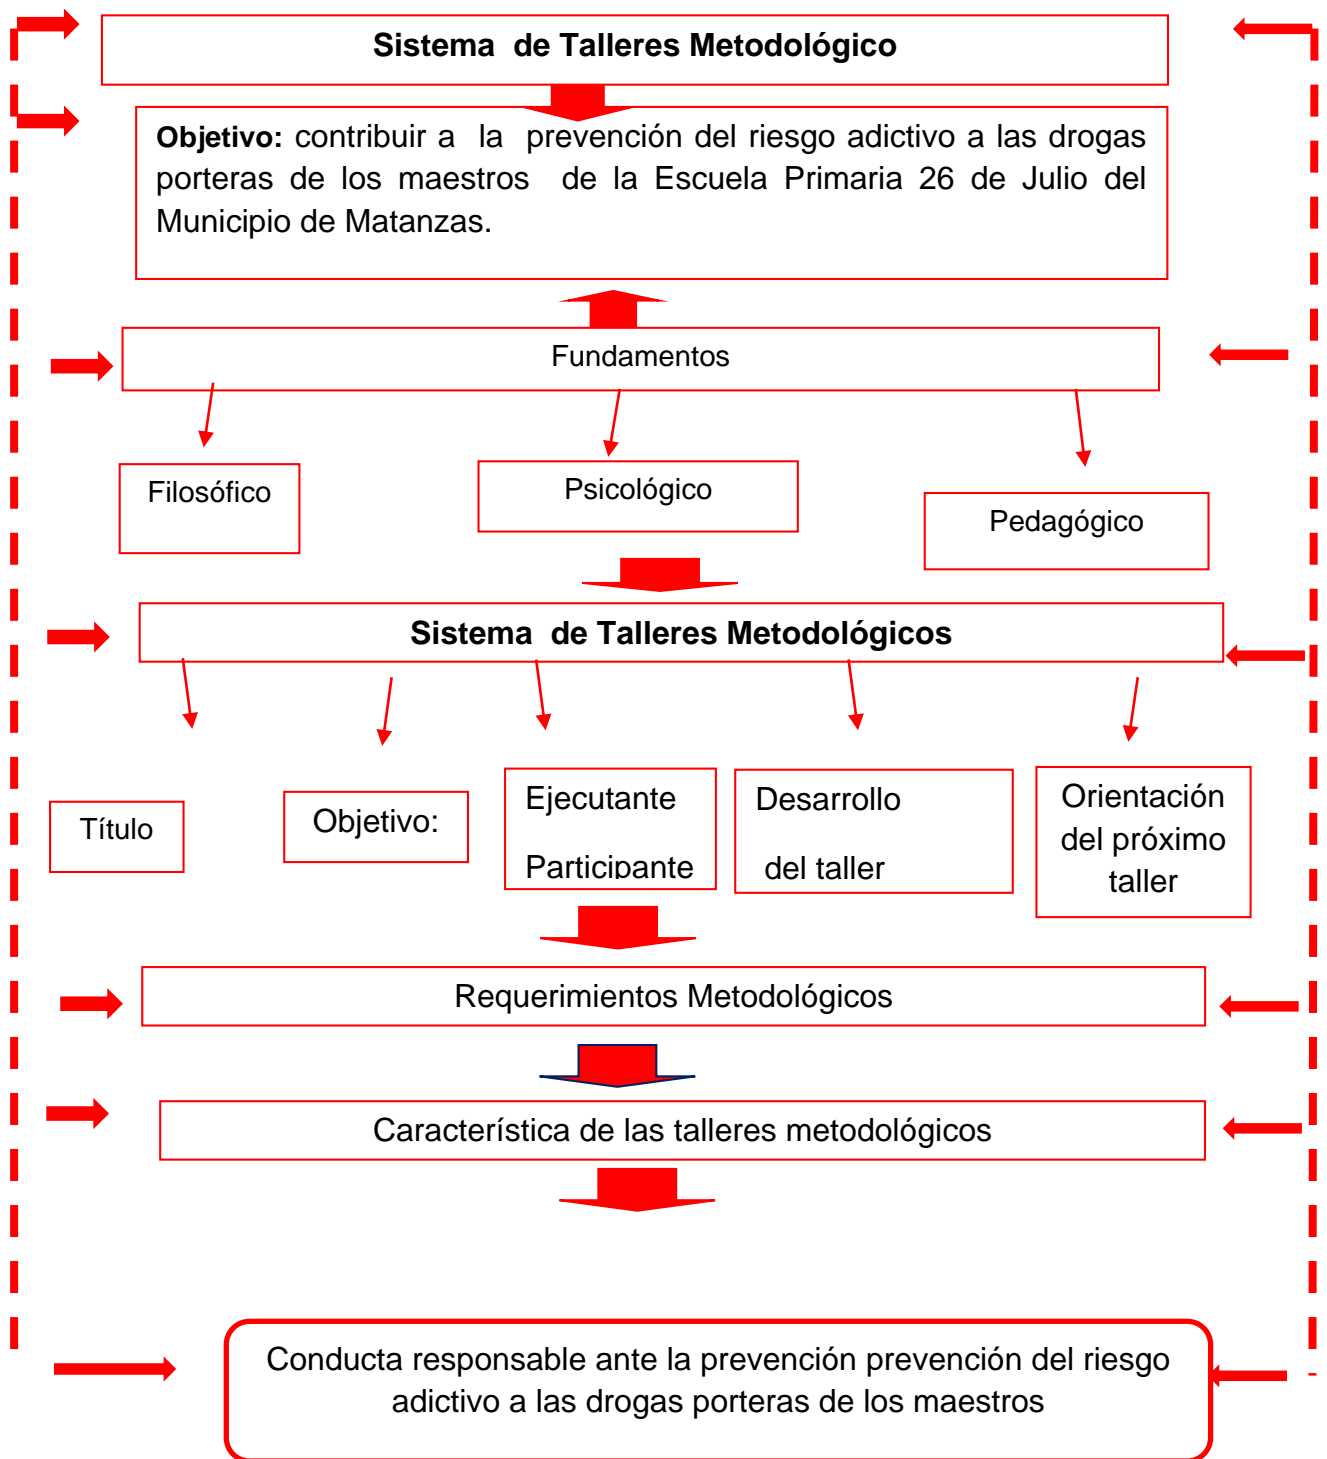 Sistema de Talleres Metodológico
Objetivo: contribuir a la prevención del riesgo adictivo a las drogas
porteras de los maestros de la Escuela Primaria 26 de Julio del
Municipio de Matanzas.
Fundamentos
Filosófico
Psicológico
Pedagógico
Sistema de Talleres Metodológicos
Título
Objetivo:
Ejecutante
Participante
Desarrollo
del taller
Orientación
del próximo
taller
Requerimientos Metodológicos
Característica de las talleres metodológicos
Conducta responsable ante la prevención prevención del riesgo
adictivo a las drogas porteras de los maestros